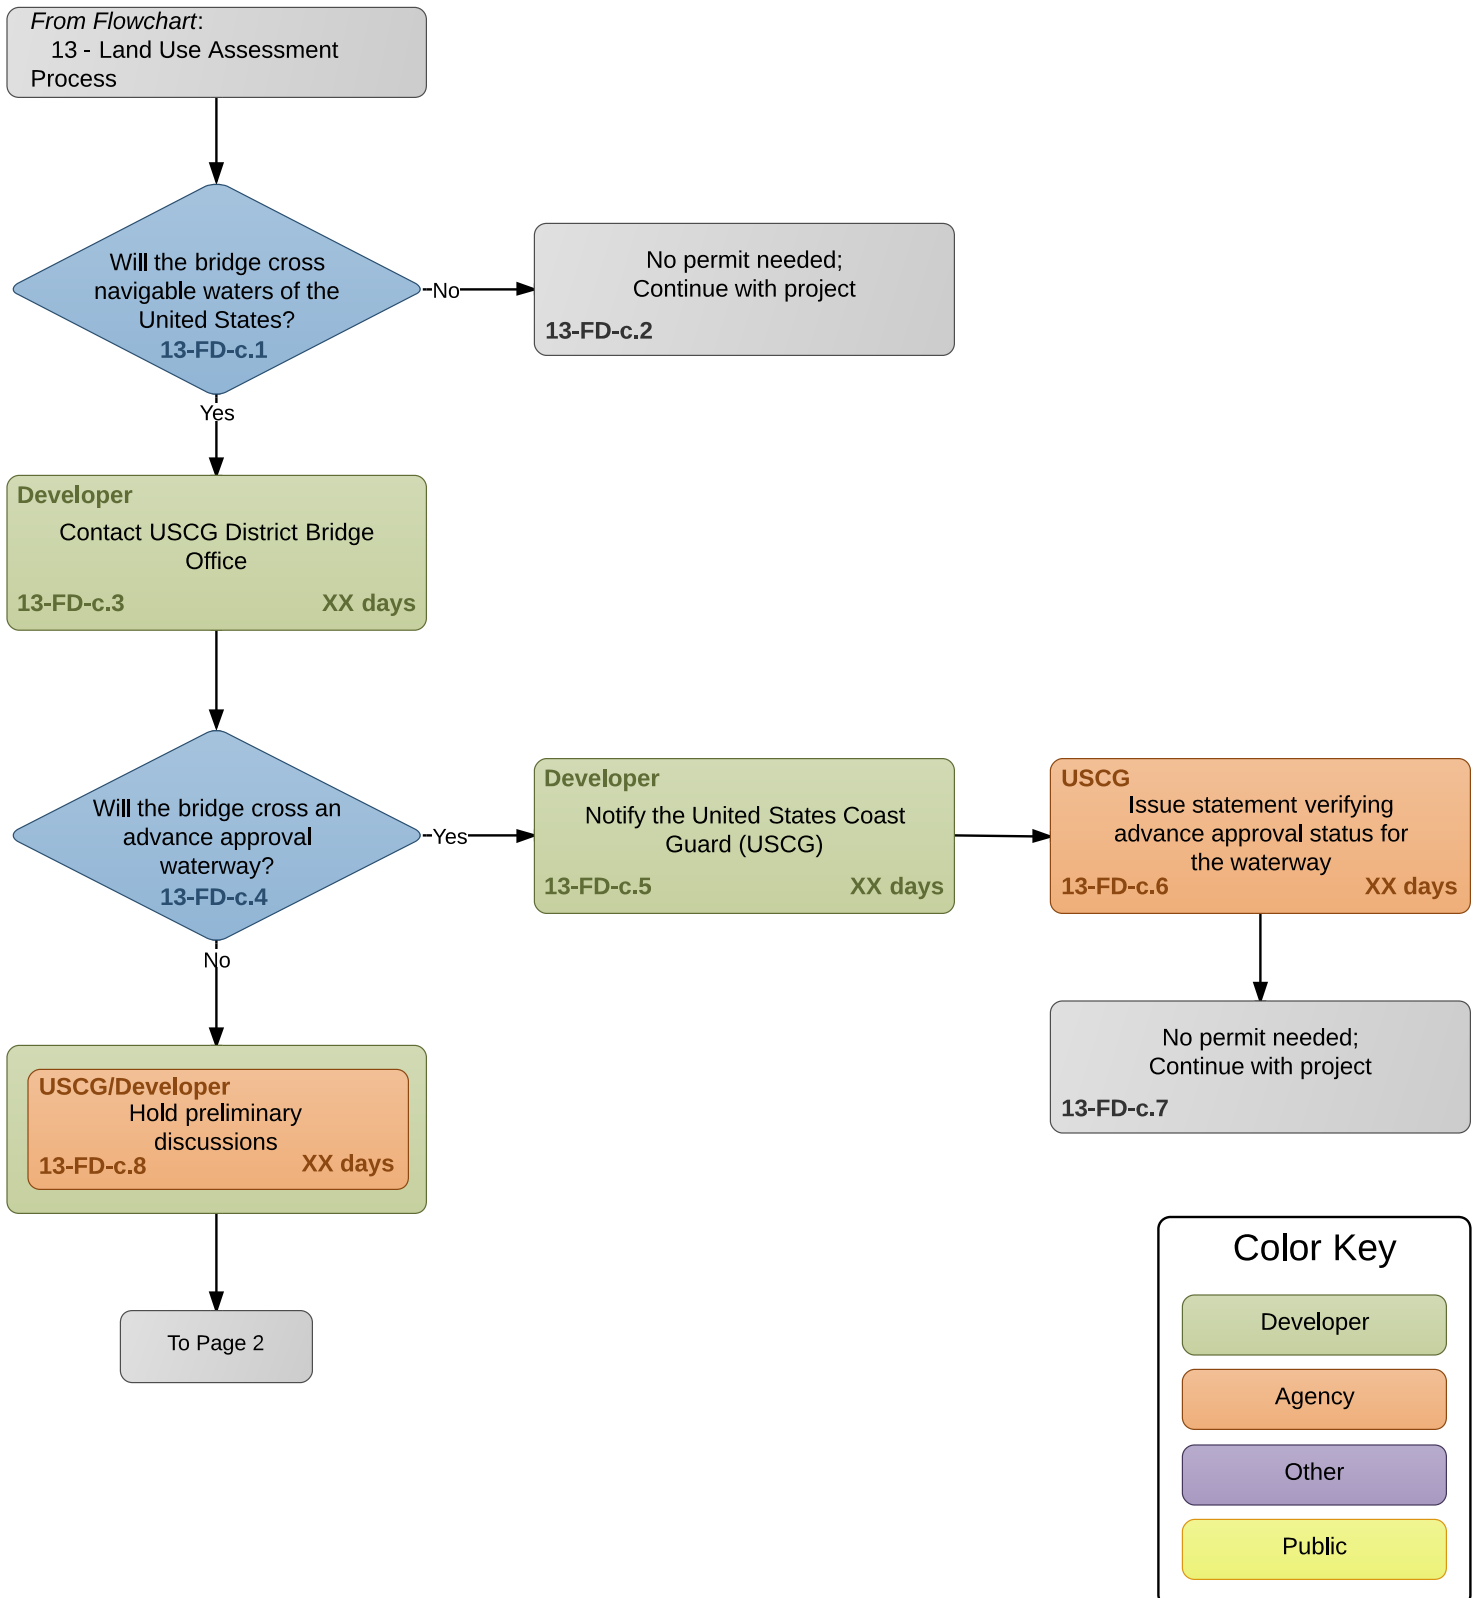 From Flowchart:
13 - Land Use Assessment
Process
Will the bridge cross
navigable waters of the
United States?
13-FD-c.1
No
No permit needed;
Continue with project
13-FD-c.2
Yes
Developer
Contact USCG District Bridge
Office
13-FD-c.3 XX days
Will the bridge cross an
advance approval
waterway?
13-FD-c.4
Yes
Developer
Notify the United States Coast
Guard (USCG)
13-FD-c.5 XX days
USCG
Issue statement verifying
advance approval status for
the waterway
13-FD-c.6 XX days
No permit needed;
Continue with project
13-FD-c.7
No
USCG/Developer
Hold preliminary
discussions
13-FD-c.8 XX days
To Page 2
Color Key
Developer
Agency
Other
Public